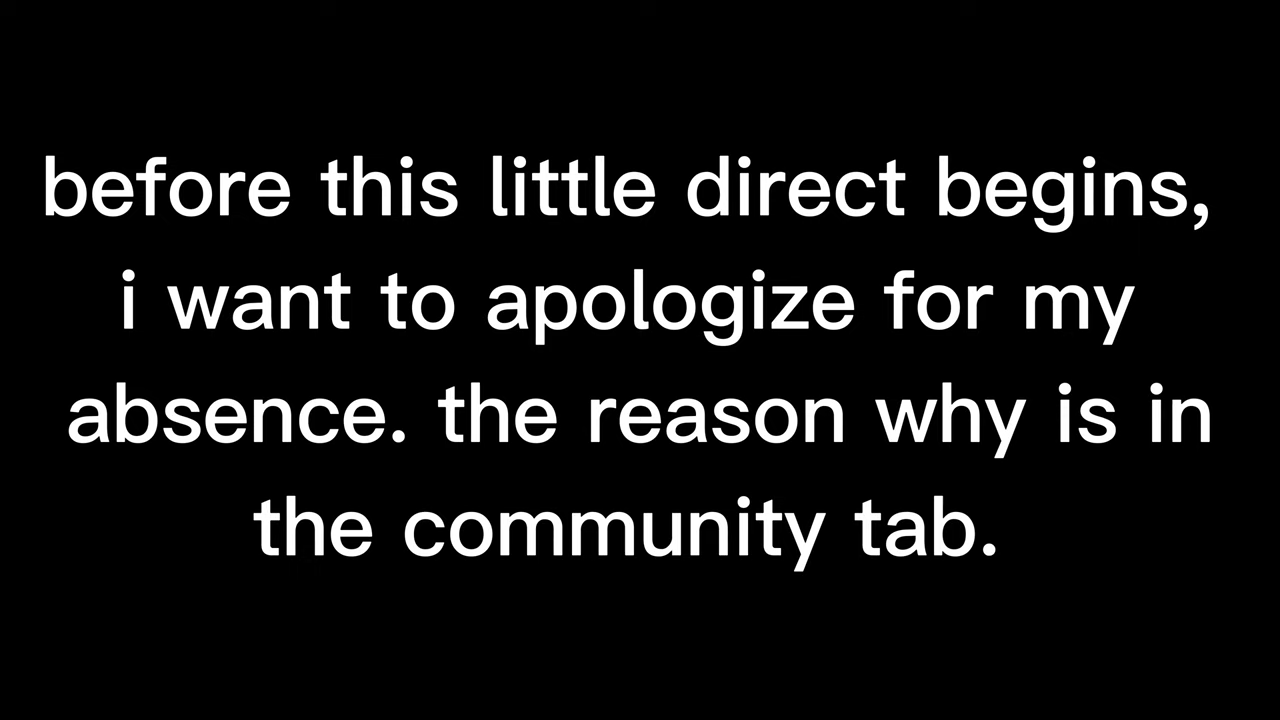 before this little direct begins,
i want to apologize for my
absence. the reason why is in
the community tab.